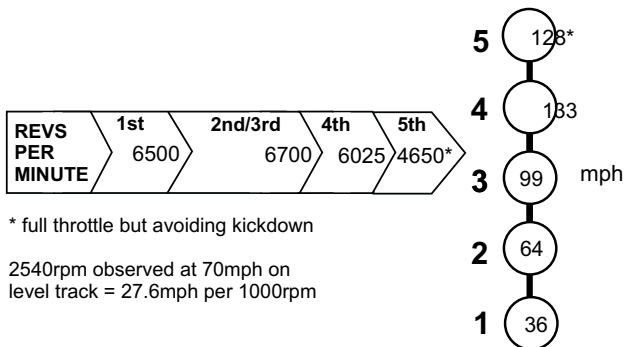 REVS
PER
MINUTE
1st
6500
2nd/3rd
6700
4th
6025
5th
4650*
* full throttle but avoiding kickdown
2540rpm observed at 70mph on
level track = 27.6mph per 1000rpm
5 128*
4 133
3 99 mph
2 64
1 36